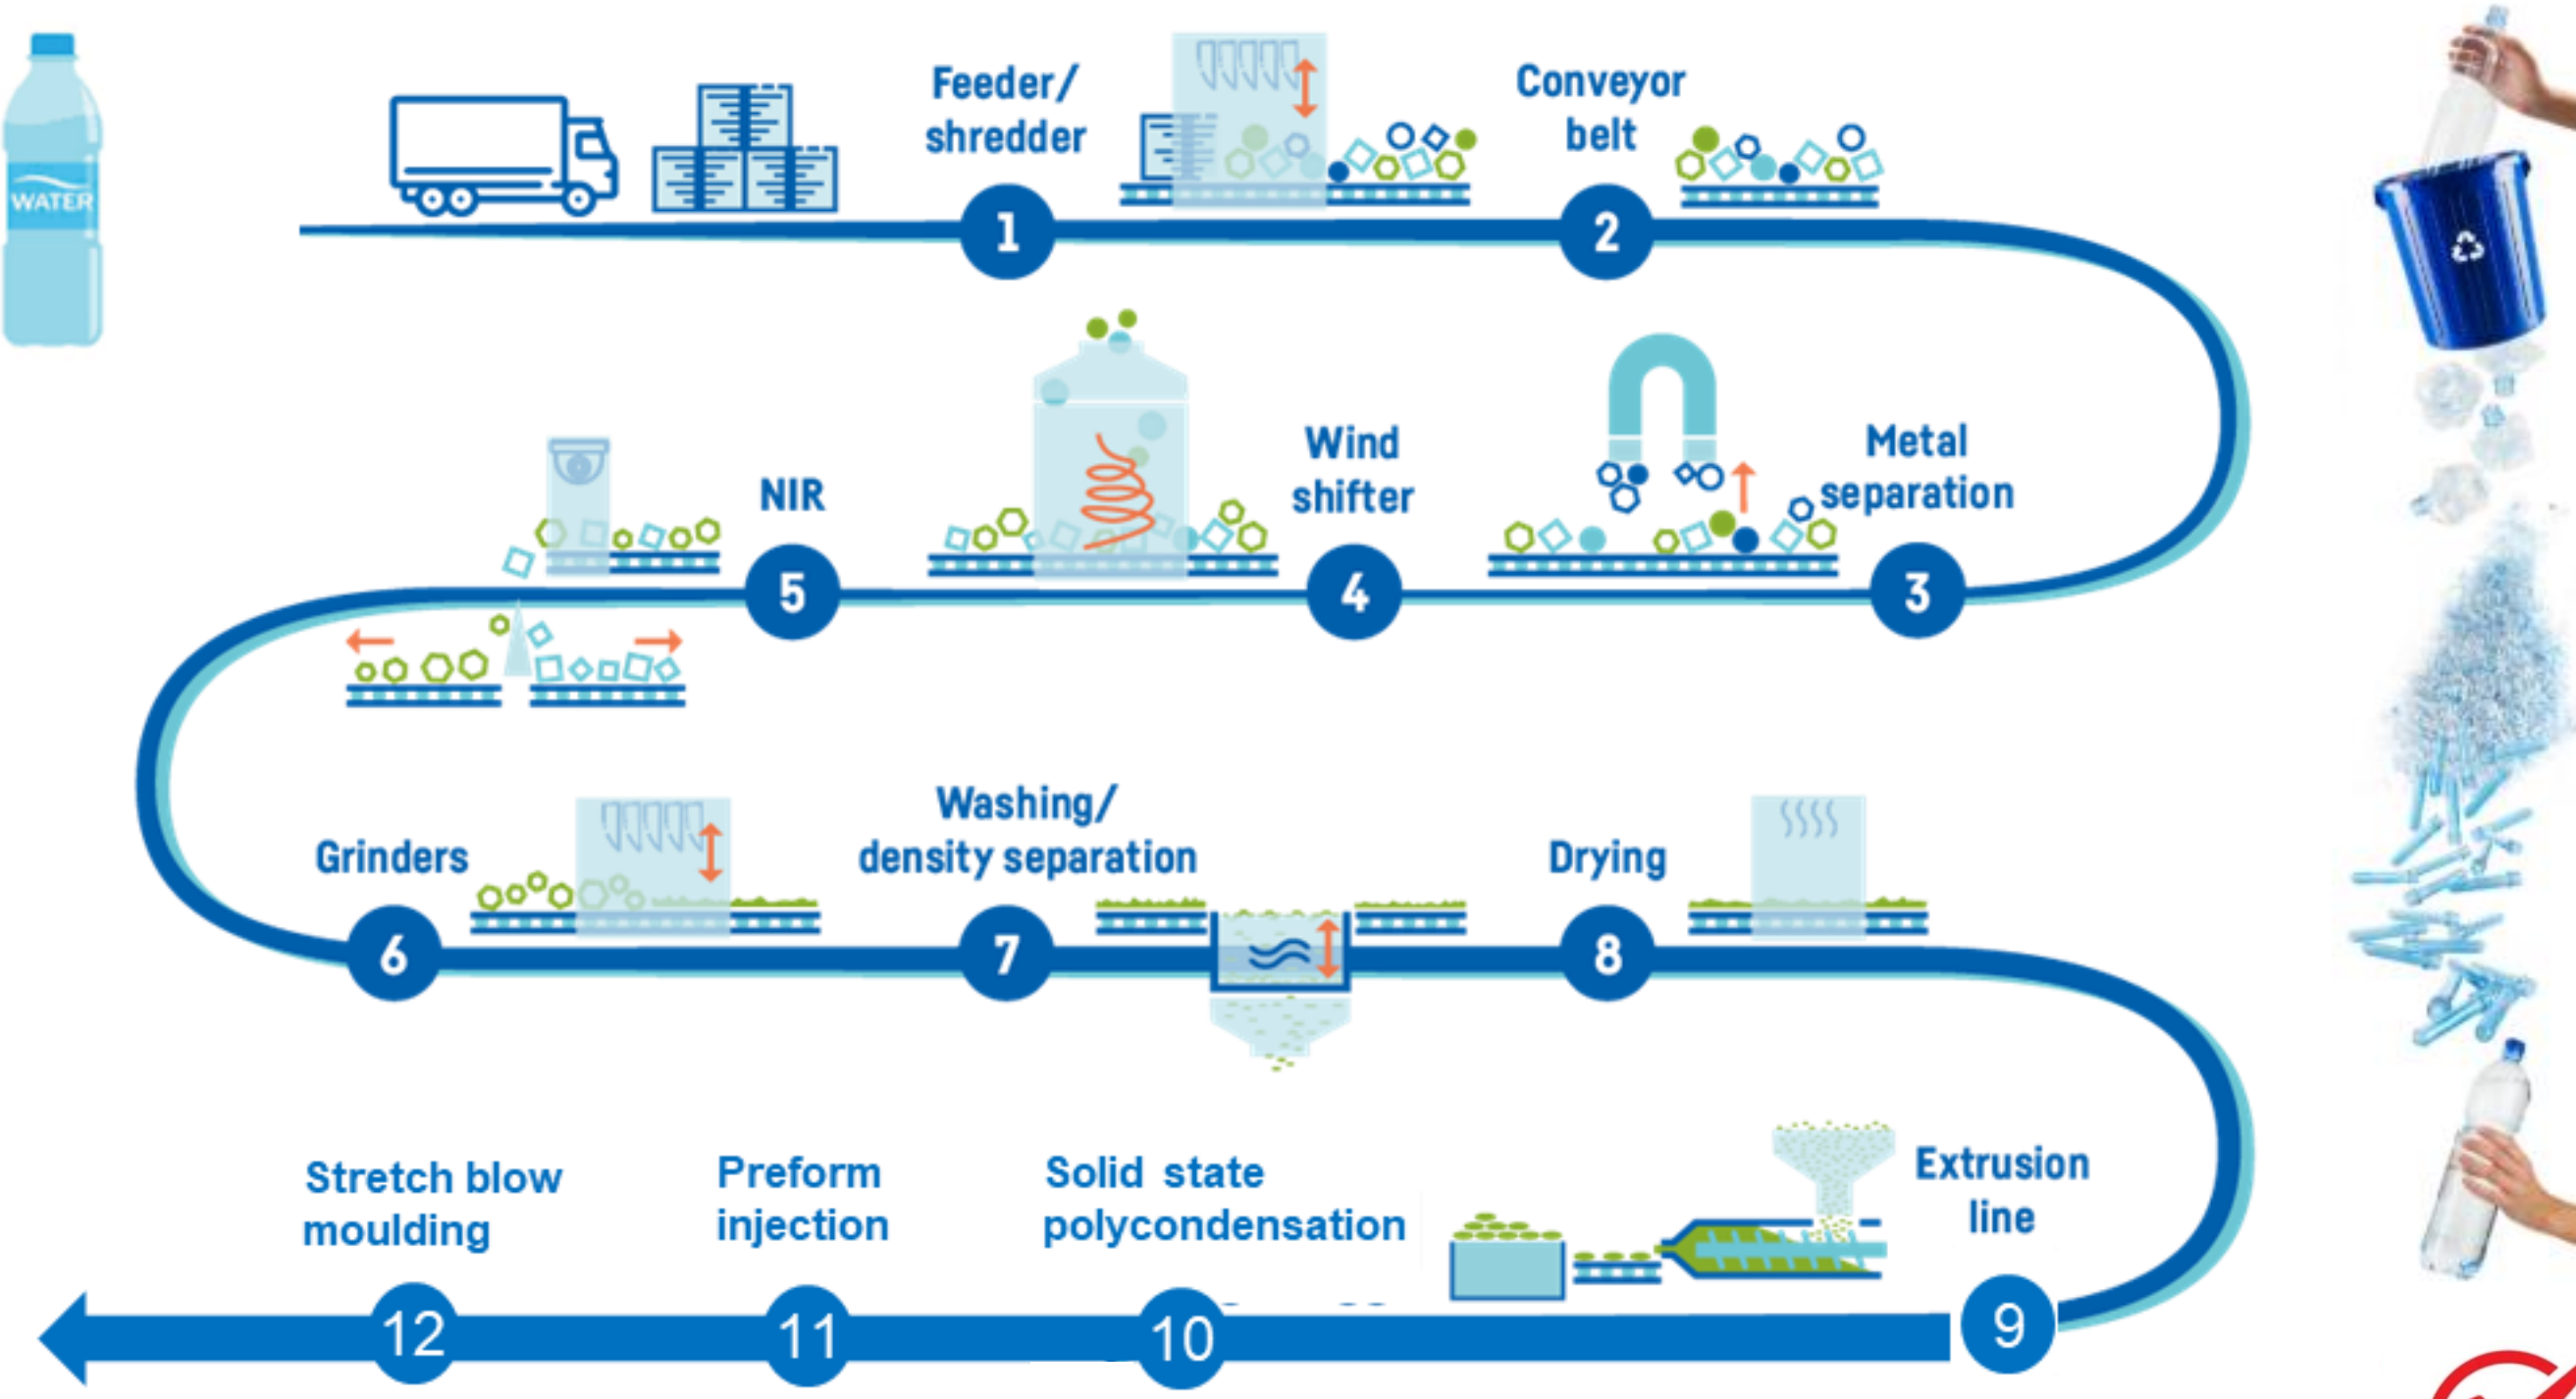 WATER
Feeder/
shredder
1
Conveyor
belt
2
Metal
separation
3
Wind
shifter
4
NIR
5
Grinders
6
Washing/
density separation
7
Drying
8
Extrusion
line
9
Solid state
polycondensation
10
Preform
injection
11
Stretch blow
moulding
12